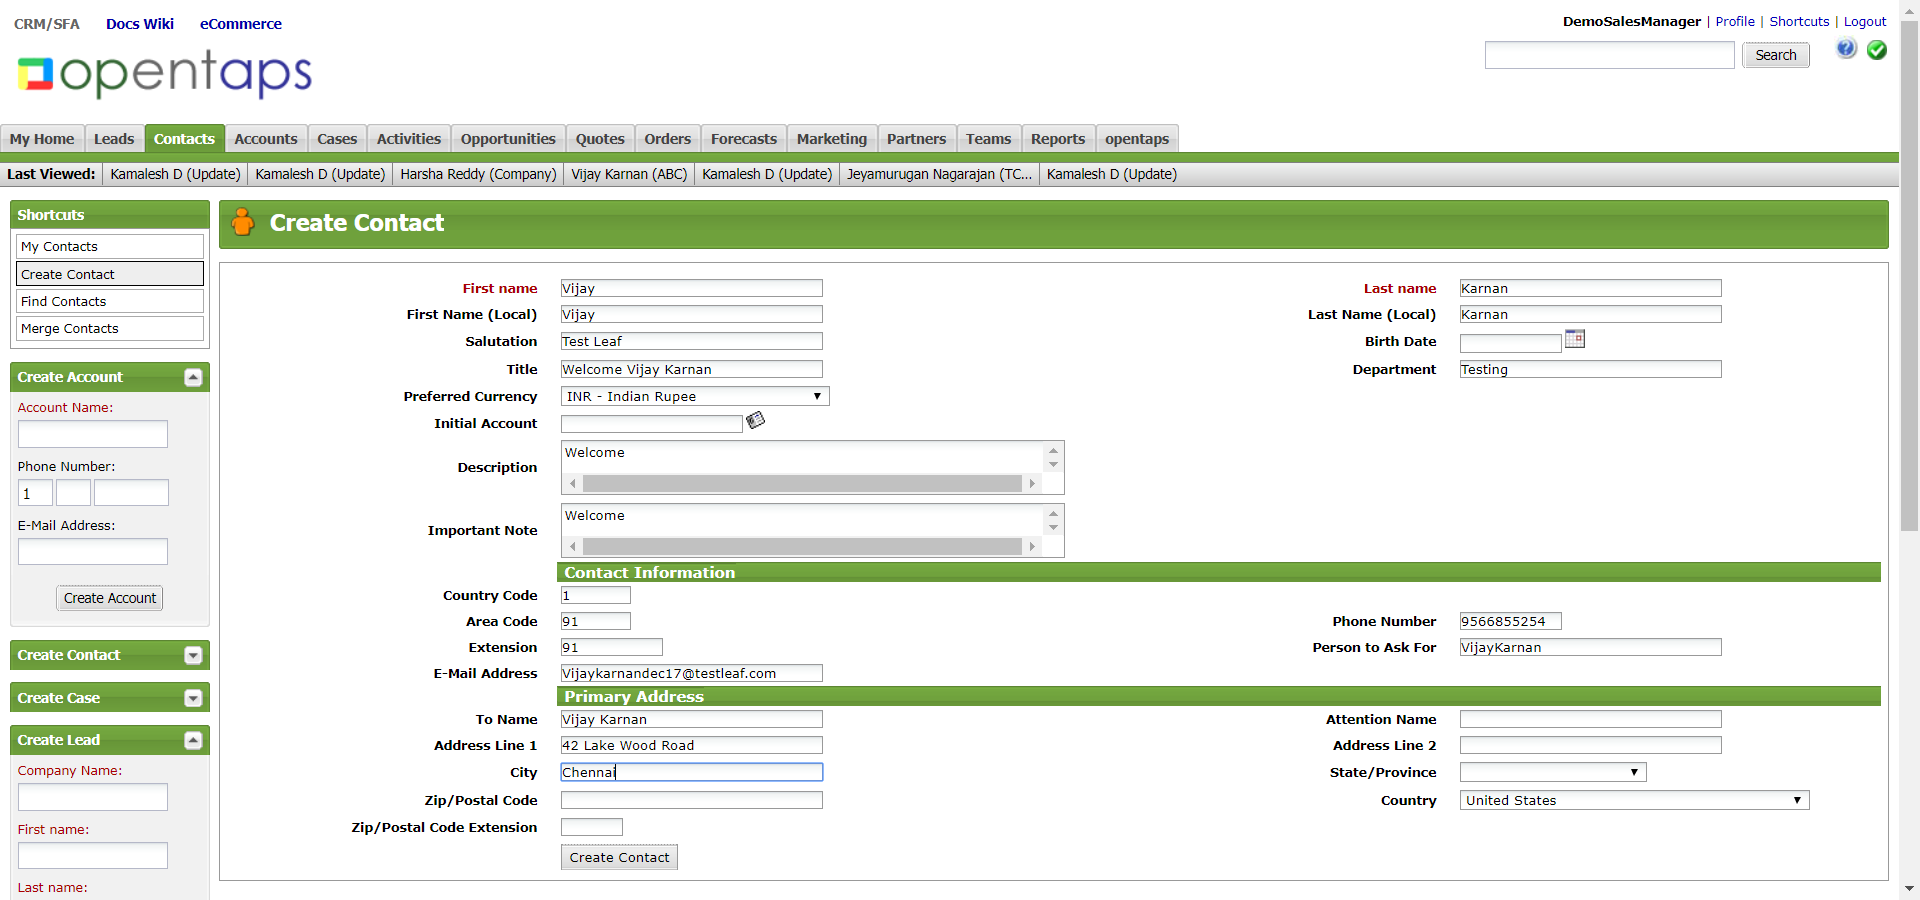 CRM/SFA Docs Wiki eCommerce
DemoSalesManager | Profile | Shortcuts | Logout
opentaps
Search
My Home Leads Contacts Accounts Cases Activities Opportunities Quotes Orders Forecasts Marketing Partners Teams Reports opentaps
Last Viewed: Kamalesh D (Update) Kamalesh D (Update) Harsha Reddy (Company) Vijay Karnan (ABC) Kamalesh D (Update) Jeyamurugan Nagarajan (TC... Kamalesh D (Update)
Shortcuts
My Contacts
Create Contact
Find Contacts
Merge Contacts
Create Account
Account Name:
Phone Number:
1
E-Mail Address:
Create Account
Create Contact
Create Case
Create Lead
Company Name:
First name:
Last name:
Create Contact
First name Vijay Last name Karnan
First Name (Local) Vijay Last Name (Local) Karnan
Salutation Test Leaf Birth Date
Title Welcome Vijay Karnan Department Testing
Preferred Currency INR - Indian Rupee
Initial Account
Description Welcome
Important Note Welcome
Contact Information
Country Code 1
Area Code 91 Phone Number 9566855254
Extension 91 Person to Ask For VijayKarnan
E-Mail Address Vijaykarnandec17@testleaf.com
Primary Address
To Name Vijay Karnan Attention Name
Address Line 1 42 Lake Wood Road Address Line 2
City Chennai State/Province
Zip/Postal Code Country United States
Zip/Postal Code Extension
Create Contact